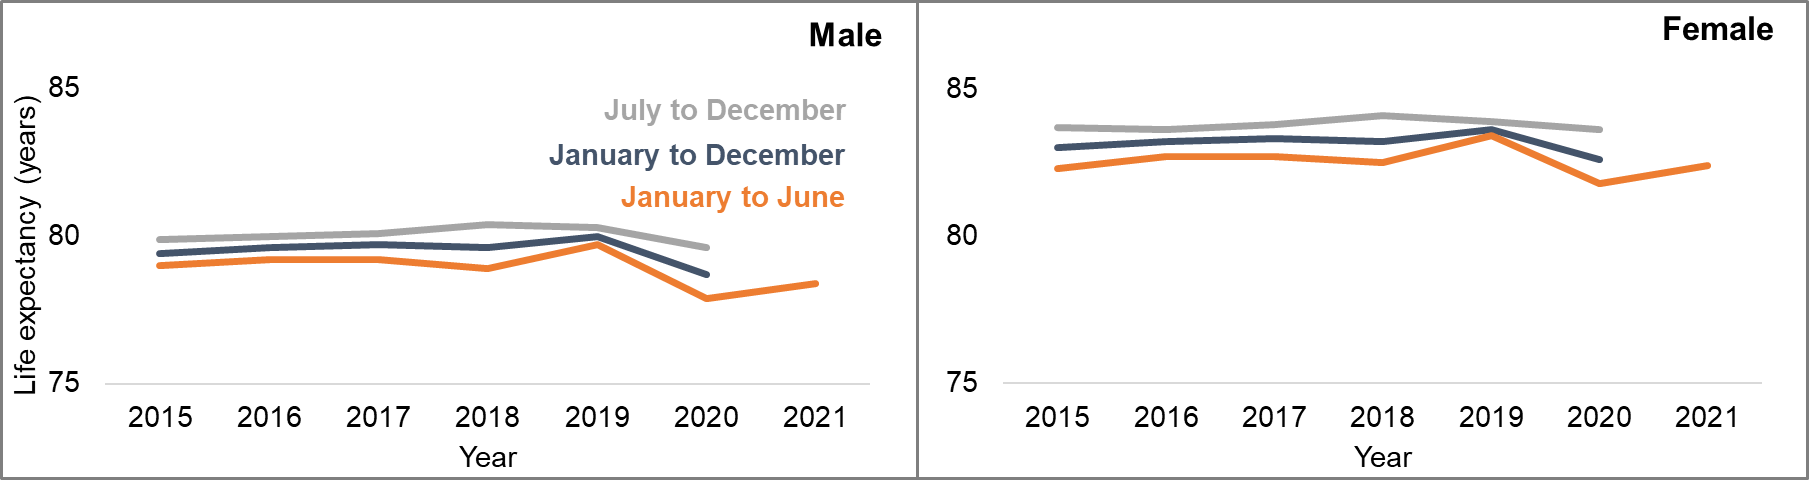 Male
85
80
75
Life expectancy (years)
July to December
January to December
January to June
2015 2016 2017 2018 2019 2020 2021
Year
Female
85
80
75
2015 2016 2017 2018 2019 2020 2021
Year